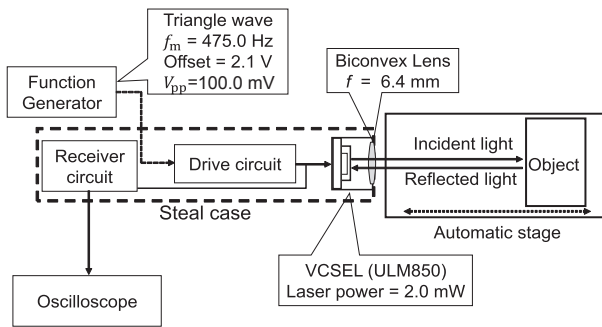 Triangle wave
fm = 475.0 Hz
Offset = 2.1 V
Vpp=100.0 mV
Function
Generator
Biconvex Lens
f = 6.4 mm
Receiver
circuit
Drive circuit
Incident light
Reflected light
Object
Steal case
Automatic stage
VCSEL (ULM850)
Laser power = 2.0 mW
Oscilloscope